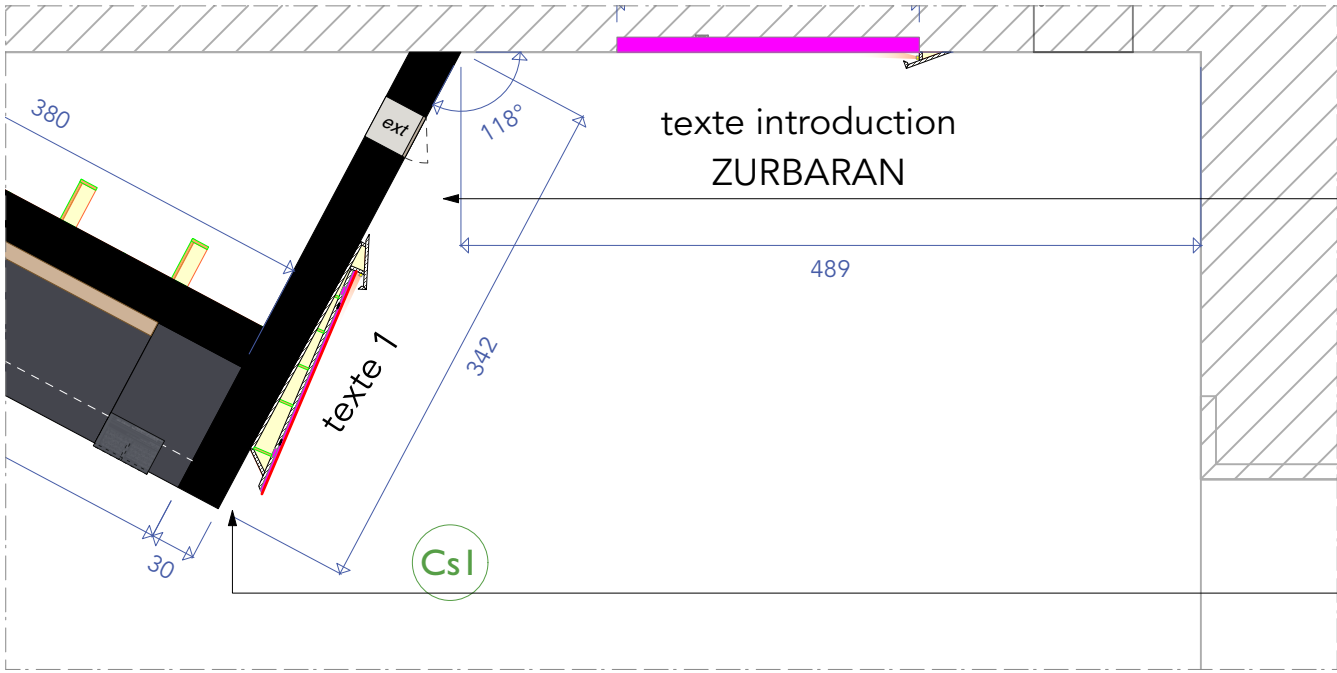 380
ext
118°
texte introduction
ZURBARAN
489
342
texte 1
30
Cs1